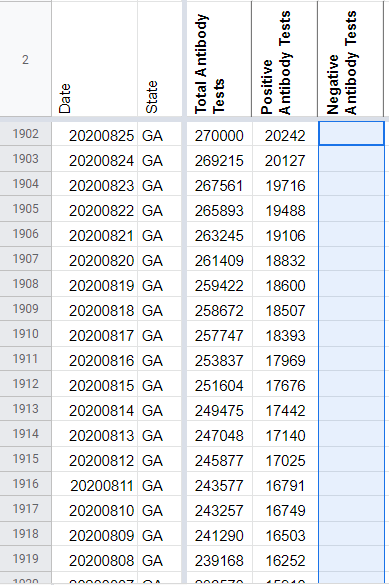 2 Date State Total Antibody Tests Positive Antibody Tests Negative Antibody Tests
1902 20200825 GA 270000 20242
1903 20200824 GA 269215 20127
1904 20200823 GA 267561 19716
1905 20200822 GA 265893 19488
1906 20200821 GA 263245 19106
1907 20200820 GA 261409 18832
1908 20200819 GA 259422 18600
1909 20200818 GA 258672 18507
1910 20200817 GA 257747 18393
1911 20200816 GA 253837 17969
1912 20200815 GA 251604 17676
1913 20200814 GA 249475 17442
1914 20200813 GA 247048 17140
1915 20200812 GA 245877 17025
1916 20200811 GA 243577 16791
1917 20200810 GA 243257 16749
1918 20200809 GA 241290 16503
1919 20200808 GA 239168 16252